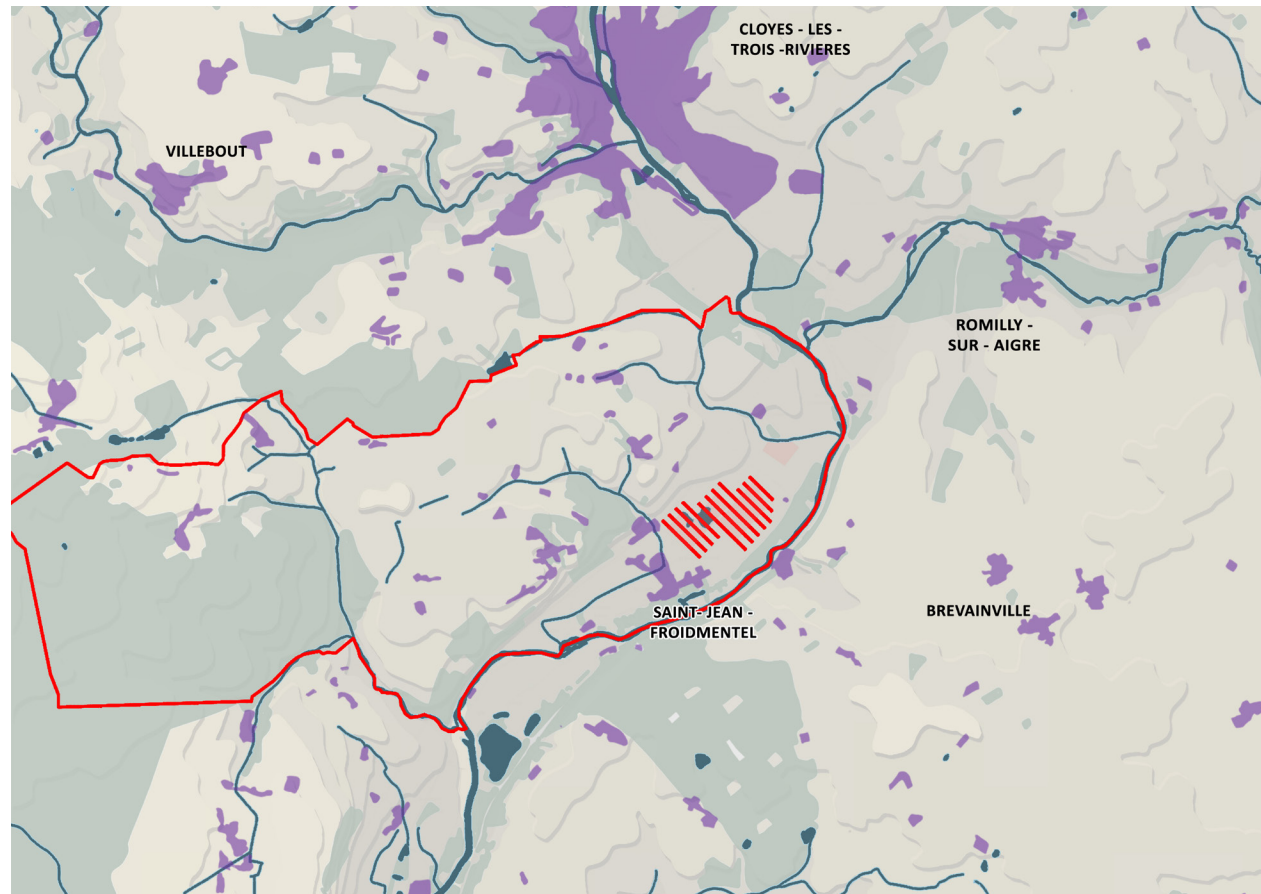 CLOYES - LES -
TROIS -RIVIERES
VILLEBOUT
ROMILLY -
SUR - AIGRE
SAINT- JEAN -
FROIDMENTEL
BREVAINVILLE